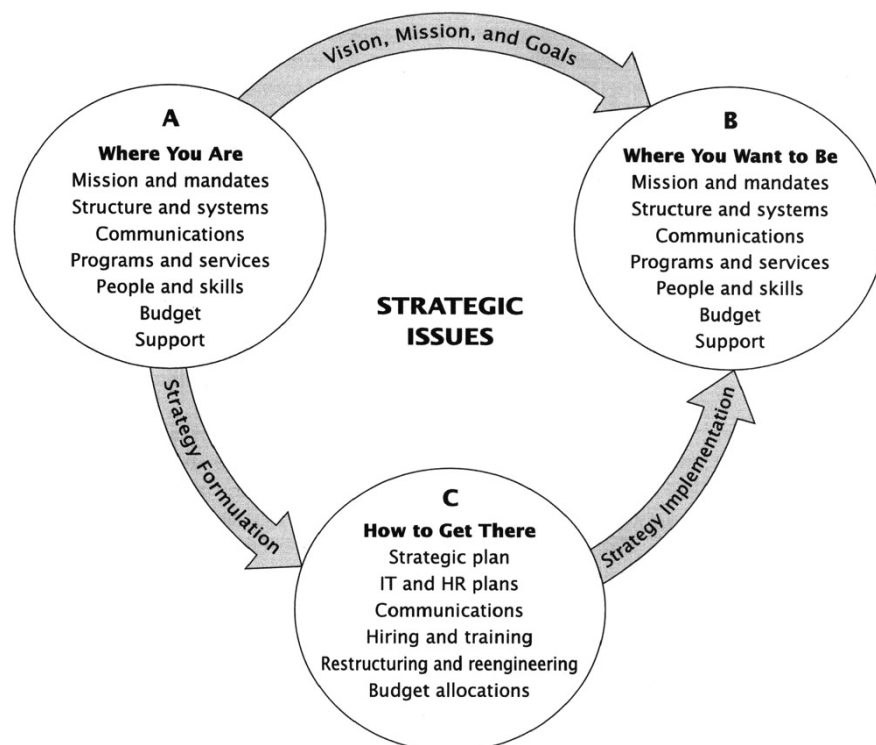 Vision, Mission, and Goals
A
Where You Are
Mission and mandates
Structure and systems
Communications
Programs and services
People and skills
Budget
Support
B
Where You Want to Be
Mission and mandates
Structure and systems
Communications
Programs and services
People and skills
Budget
Support
STRATEGIC
ISSUES
Strategy Formulation
C
How to Get There
Strategic plan
IT and HR plans
Communications
Hiring and training
Restructuring and reengineering
Budget allocations
Strategy Implementation